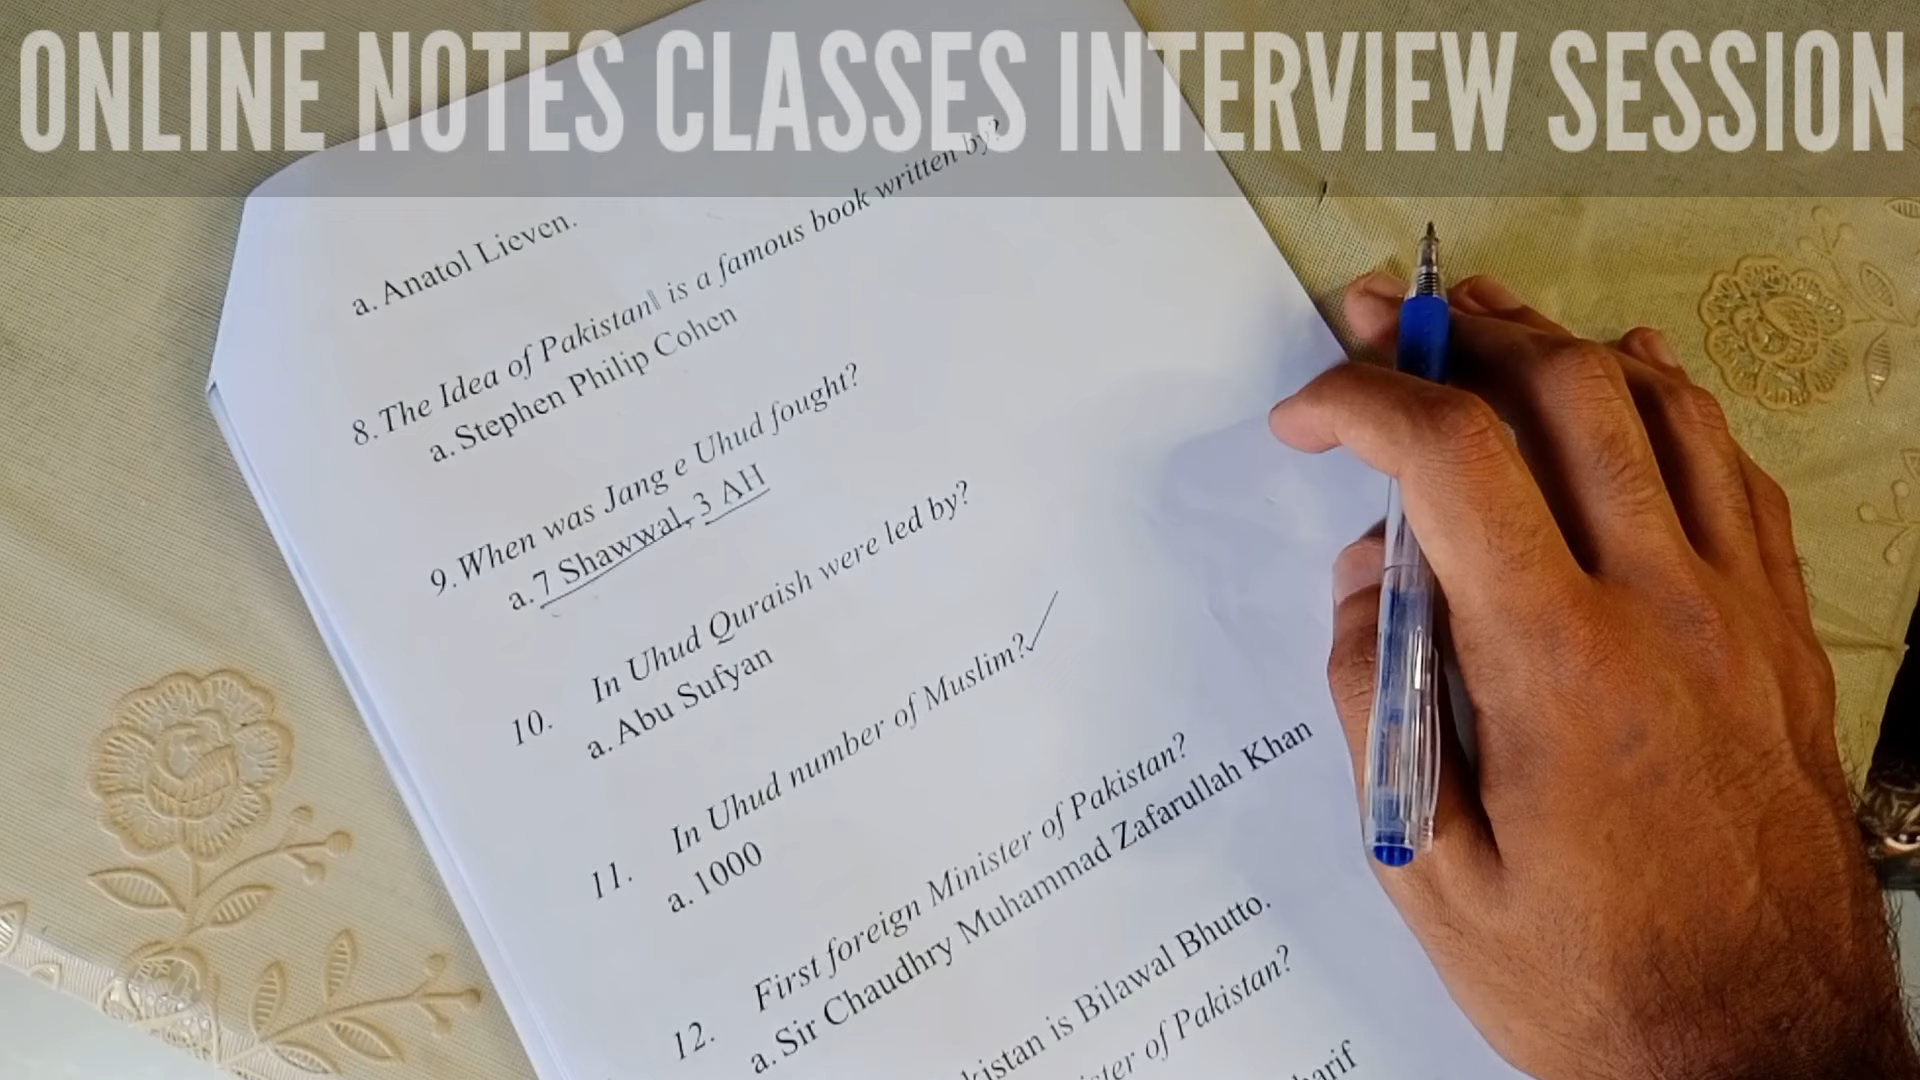 ONLINE NOTES CLASSES INTERVIEW SESSION
a. Anatol Lieven.
8. The Idea of Pakistan‖ is a famous book written by?
a. Stephen Philip Cohen
9. When was Jang e Uhud fought?
a. 7 Shawwal, 3 AH
10. In Uhud Quraish were led by?
a. Abu Sufyan
11. In Uhud number of Muslim?
a. 1000
12. First foreign Minister of Pakistan?
a. Sir Chaudhry Muhammad Zafarullah Khan
is Bilawal Bhutto.
of Pakistan?